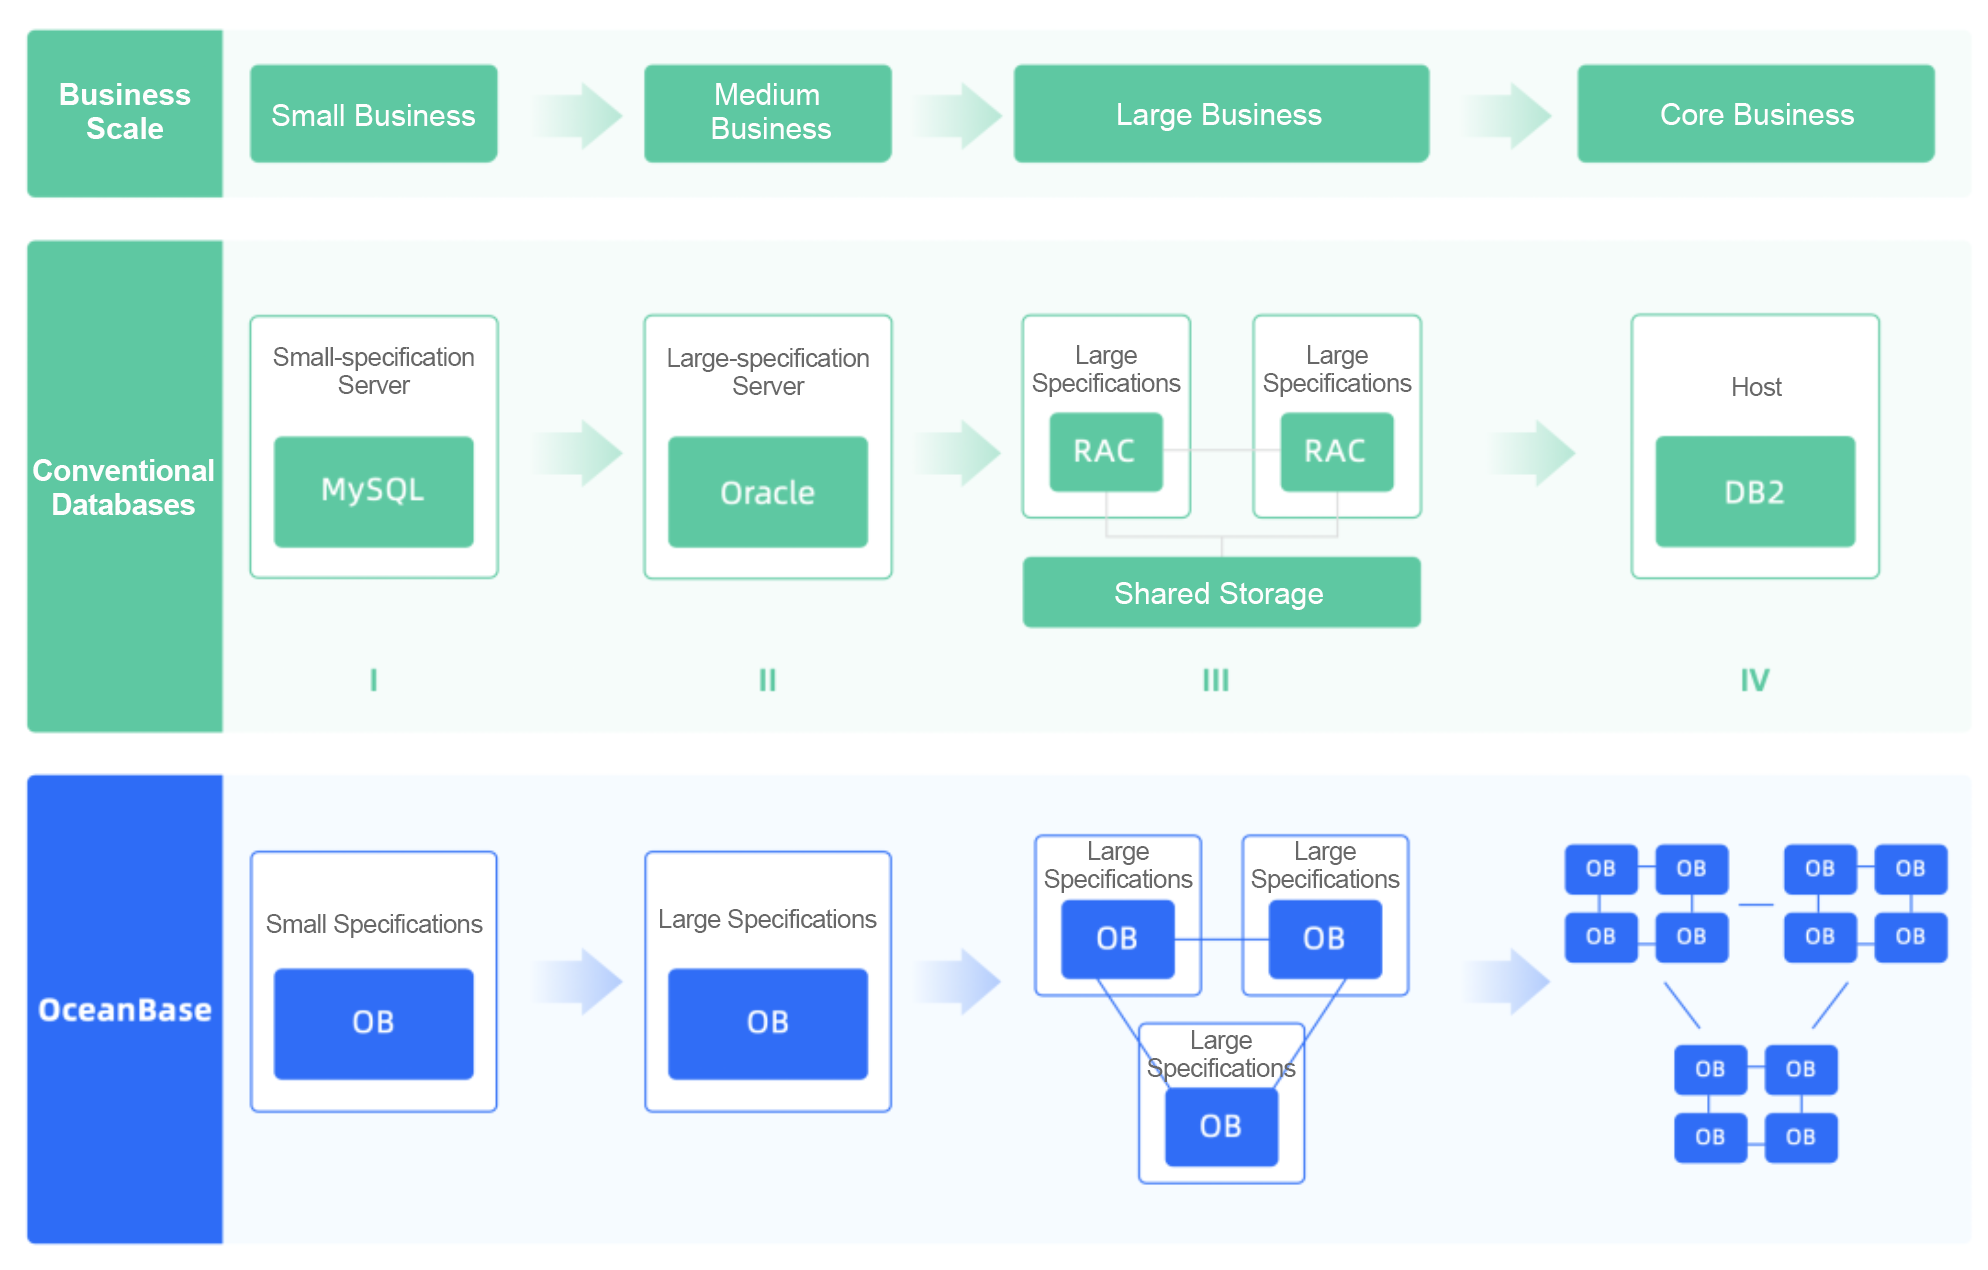 Business
Scale
Small Business
Medium
Business
Large Business
Core Business
Conventional
Databases
Small-specification
Server
MySQL
I
Large-specification
Server
Oracle
II
Large
Specifications
RAC
Large
Specifications
RAC
Shared Storage
III
Host
DB2
IV
OceanBase
Small Specifications
OB
Large Specifications
OB
Large
Specifications
OB
Large
Specifications
OB
Large
Specifications
OB
OB
OB
OB
OB
OB
OB
OB
OB
OB
OB
OB
OB